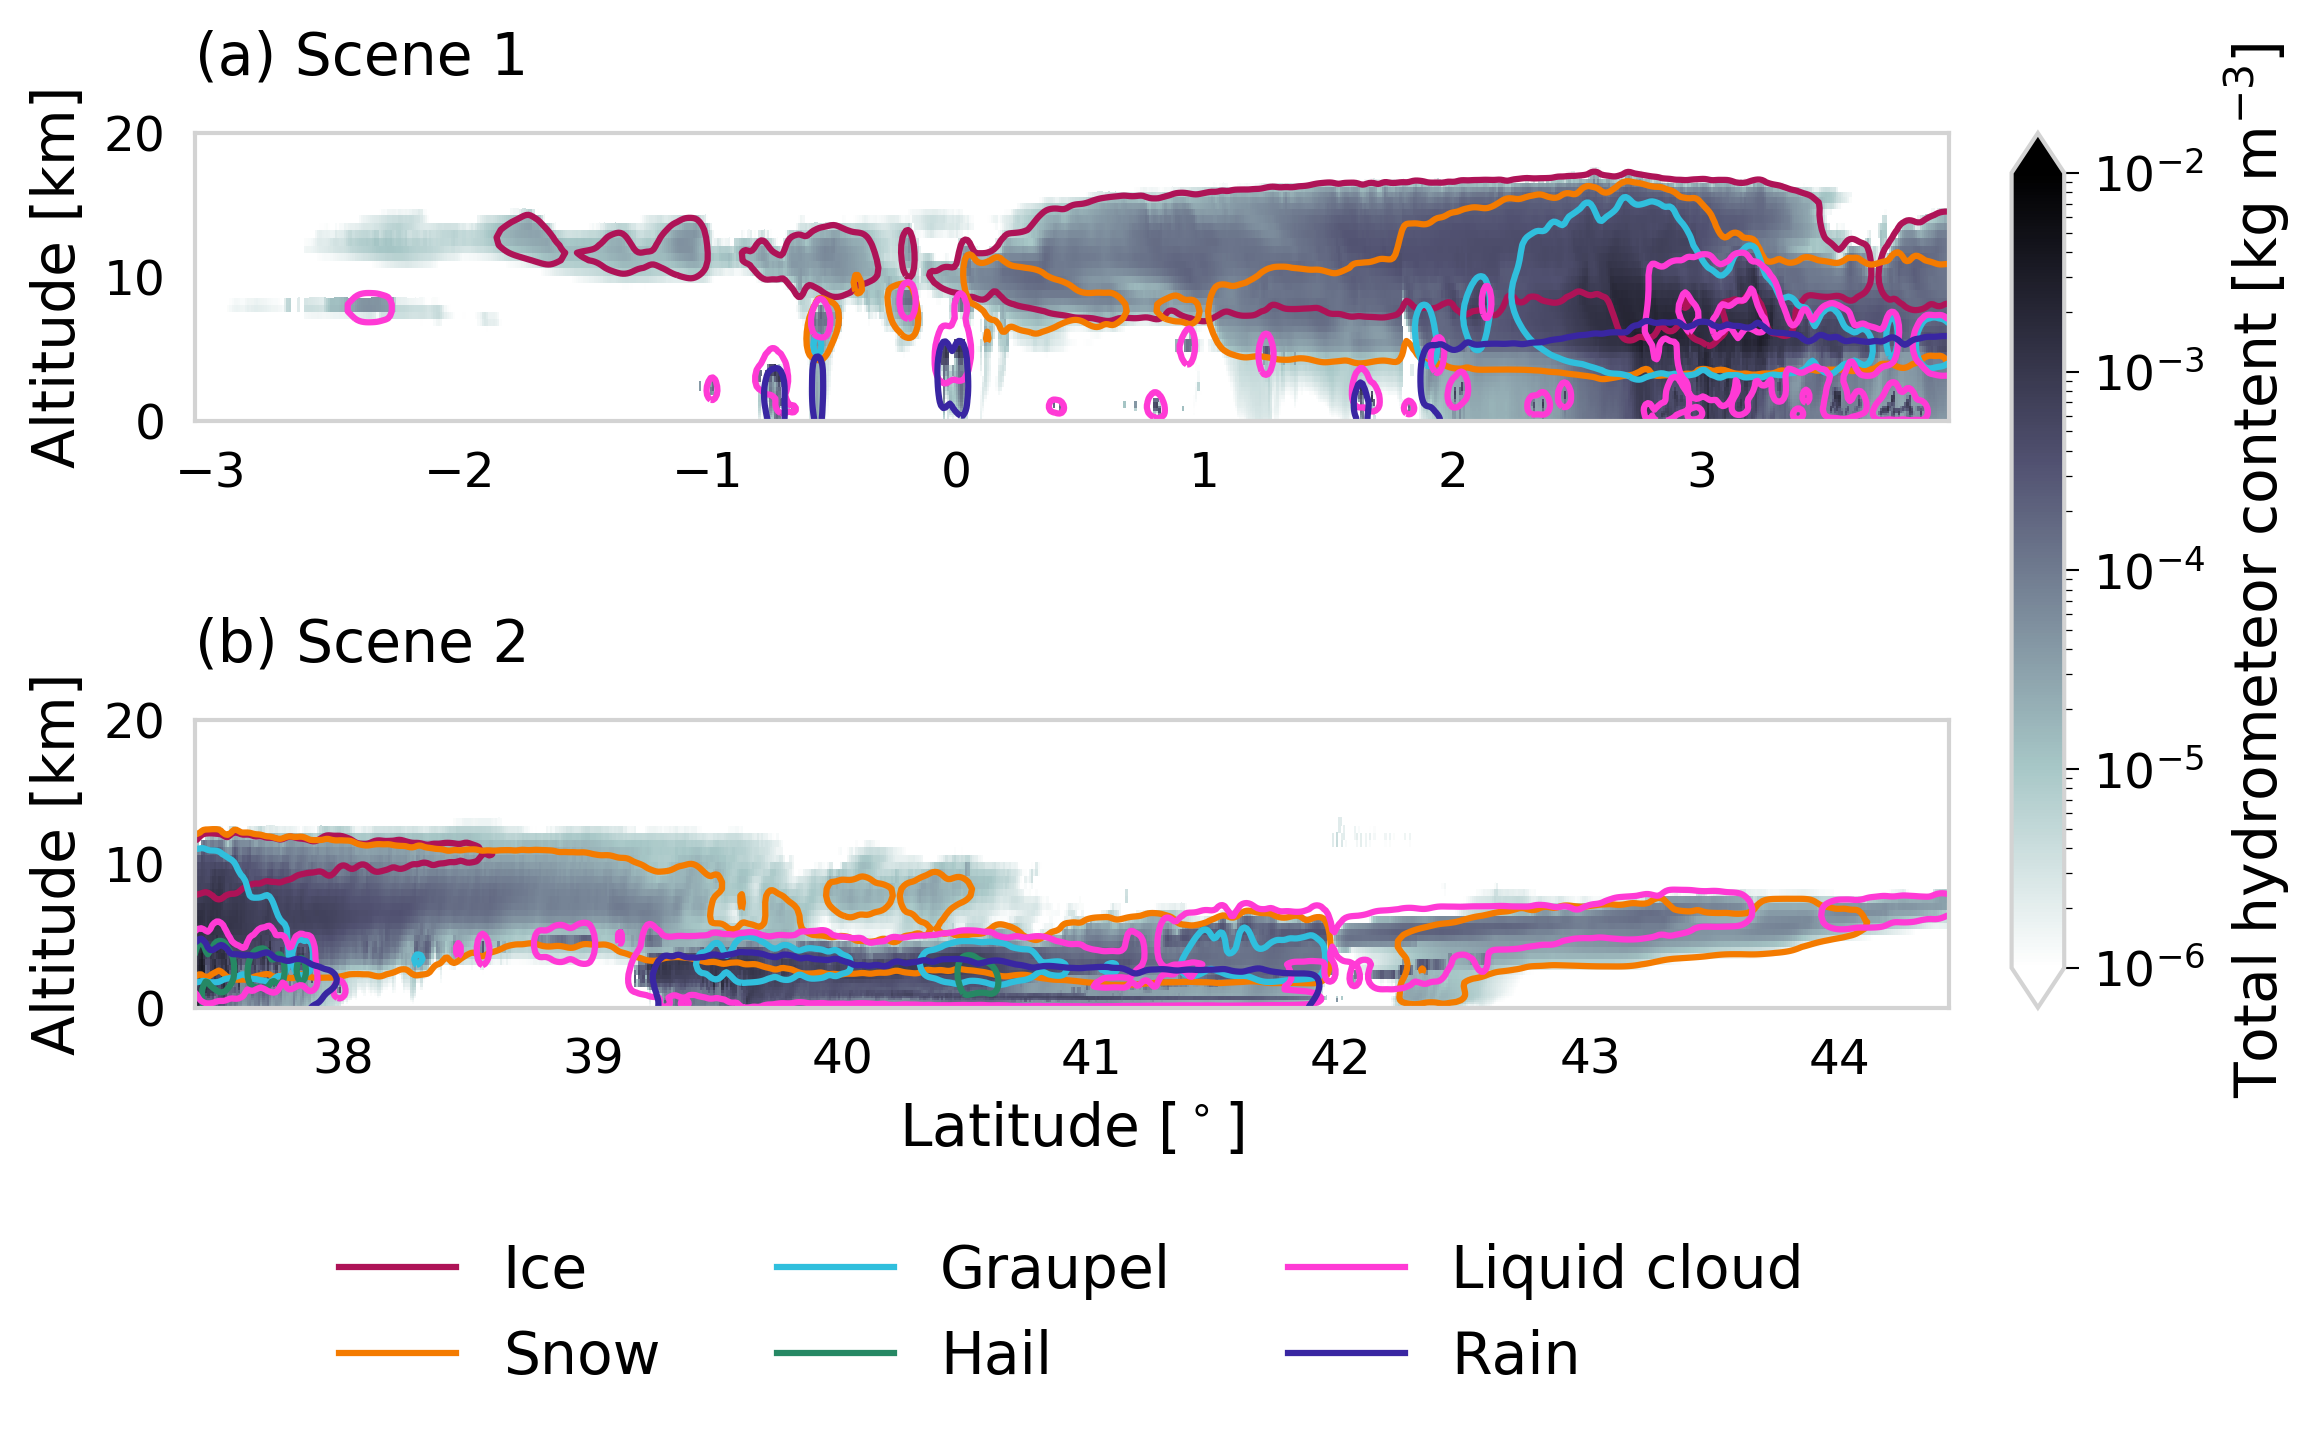 (a) Scene 1
Altitude [km]
20
10
0
−3 −2 −1 0 1 2 3
(b) Scene 2
Altitude [km]
20
10
0
38 39 40 41 42 43 44
Latitude [°]
10⁻²
10⁻³
10⁻⁴
10⁻⁵
10⁻⁶
Total hydrometeor content [kg m⁻³]
Ice Graupel Liquid cloud
Snow Hail Rain